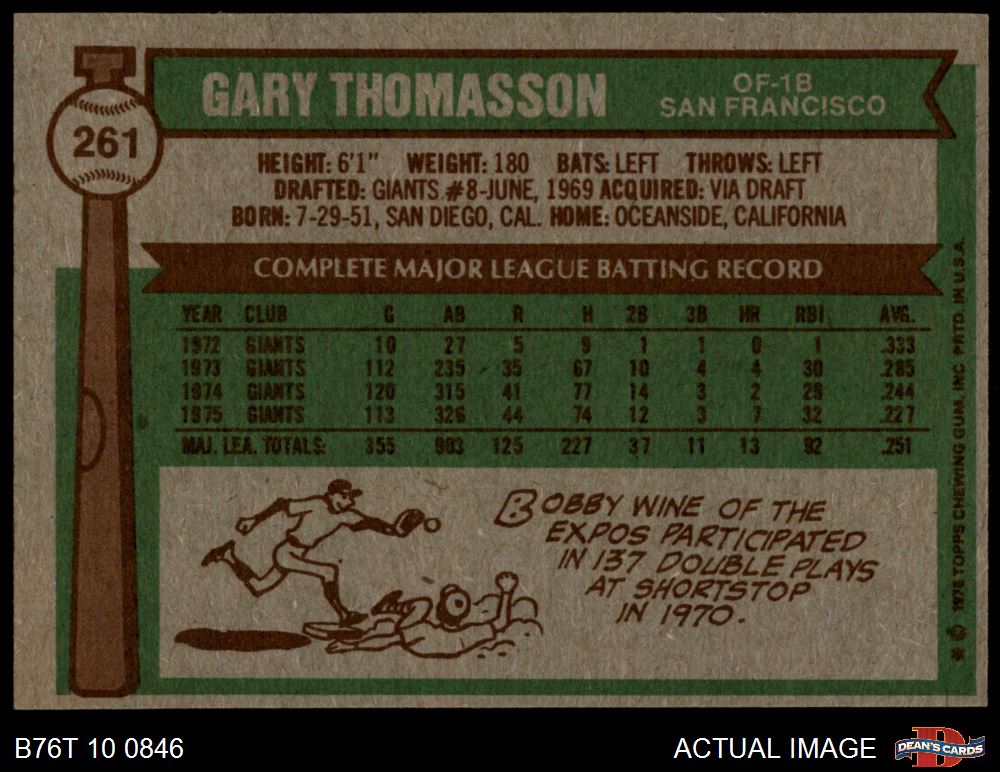 GARY THOMASSON
OF-1B
SAN FRANCISCO
261
HEIGHT: 6'1" WEIGHT: 180 BATS: LEFT THROWS: LEFT
DRAFTED: GIANTS #8-JUNE, 1969 ACQUIRED: VIA DRAFT
BORN: 7-29-51, SAN DIEGO, CAL. HOME: OCEANSIDE, CALIFORNIA
COMPLETE MAJOR LEAGUE BATTING RECORD
YEAR CLUB G AB R H 2B 3B HR RBI AVG.
1972 GIANTS 10 27 5 9 1 1 0 1 .333
1973 GIANTS 112 235 35 67 10 4 4 30 .285
1974 GIANTS 120 315 41 77 14 3 2 29 .244
1975 GIANTS 113 326 44 74 12 3 7 32 .227
MAJ. LEA. TOTALS: 355 903 125 227 37 11 13 92 .251
BOBBY WINE OF THE
EXPOS PARTICIPATED
IN 137 DOUBLE PLAYS
AT SHORTSTOP
IN 1970.
* © 1976 TOPPS CHEWING GUM, INC. PRTD. IN U.S.A.
B76T 10 0846
ACTUAL IMAGE
D
DEAN'S CARDS